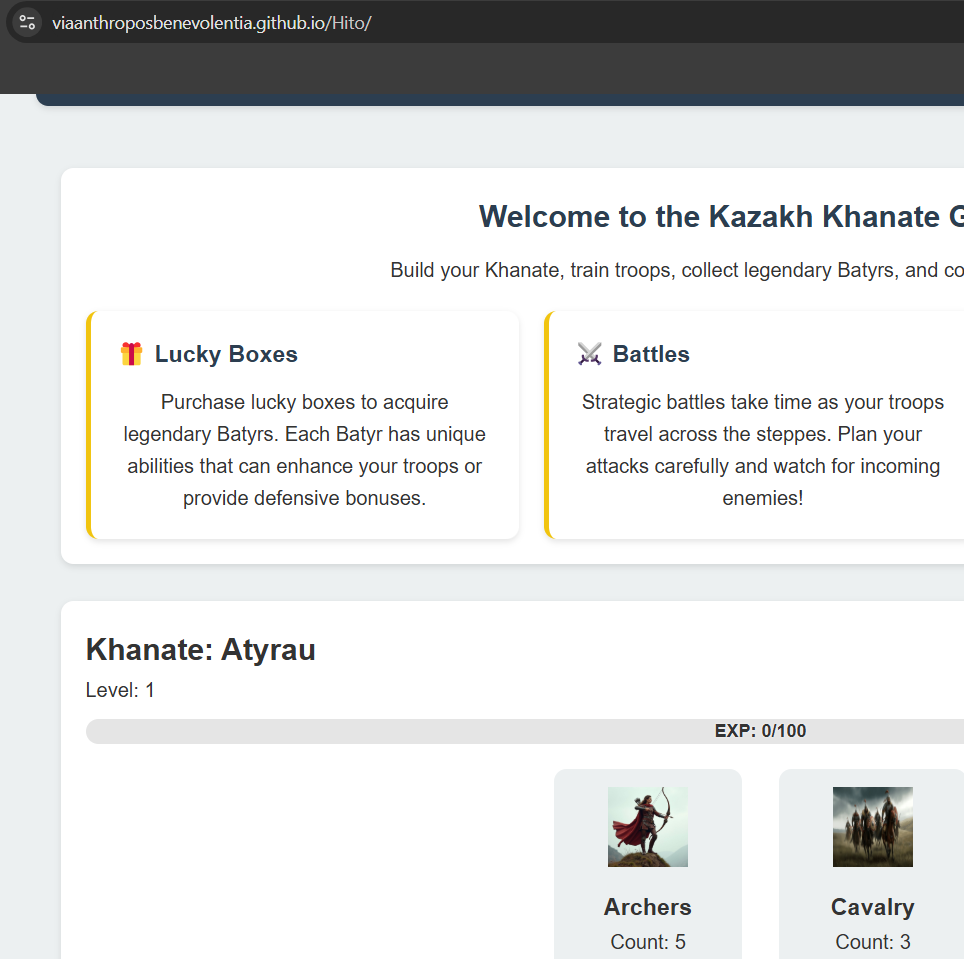 viaanthroposbenevolentia.github.io/Hito/
Welcome to the Kazakh Khanate G
Build your Khanate, train troops, collect legendary Batyrs, and co
🎁 Lucky Boxes
Purchase lucky boxes to acquire
legendary Batyrs. Each Batyr has unique
abilities that can enhance your troops or
provide defensive bonuses.
⚔️ Battles
Strategic battles take time as your troops
travel across the steppes. Plan your
attacks carefully and watch for incoming
enemies!
Khanate: Atyrau
Level: 1
EXP: 0/100
Archers
Count: 5
Cavalry
Count: 3